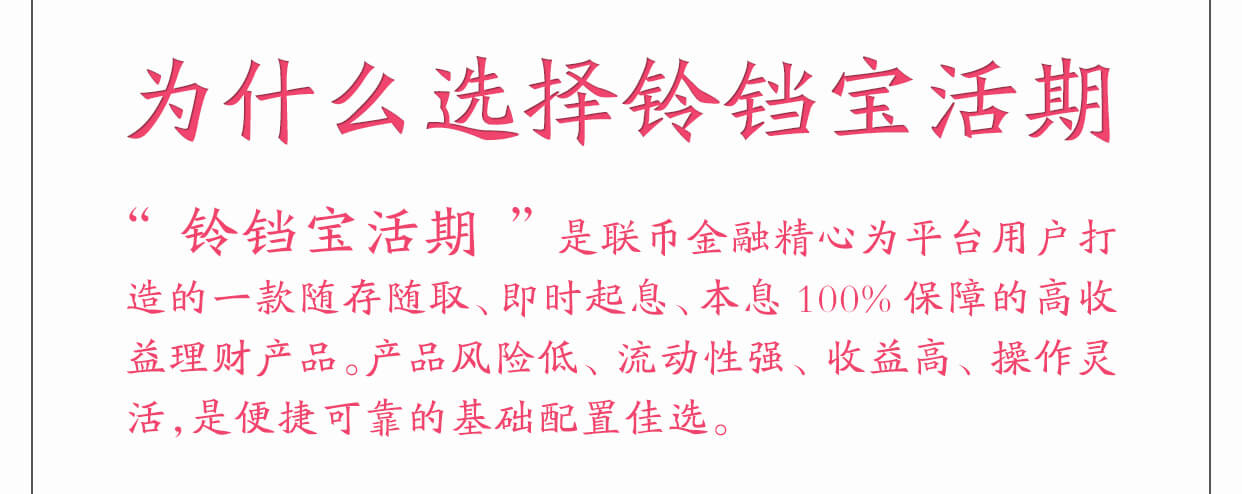 为什么选择铃铛宝活期
“铃铛宝活期”是联币金融精心为平台用户打
造的一款随存随取、即时起息、本息100%保障的高收
益理财产品。产品风险低、流动性强、收益高、操作灵
活,是便捷可靠的基础配置佳选。